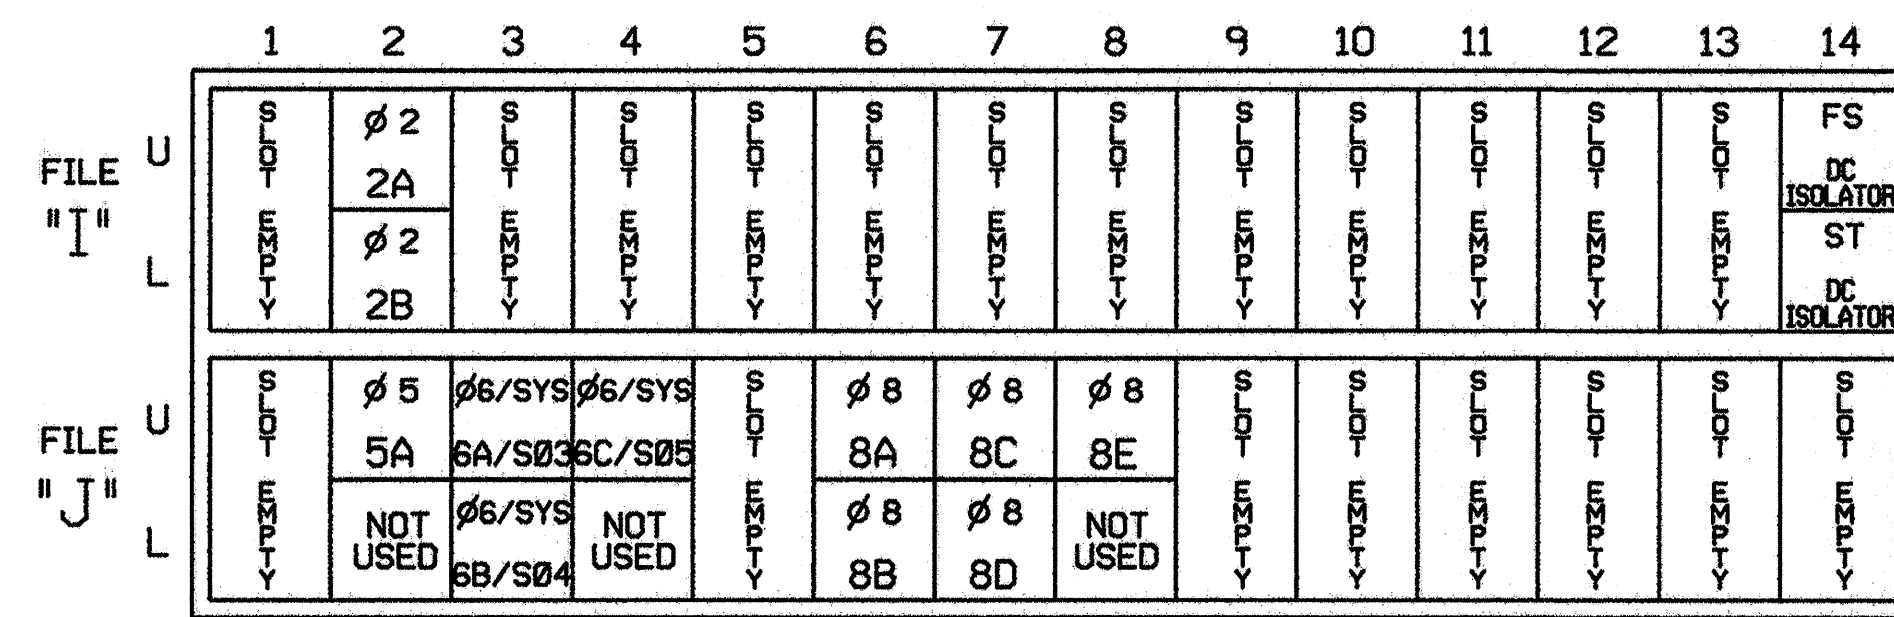 1 2 3 4 5 6 7 8 9 10 11 12 13 14
FILE
"I"
U
L
SLOT EMPTY
Ø 2
2A
Ø 2
2B
SLOT EMPTY
SLOT EMPTY
SLOT EMPTY
SLOT EMPTY
SLOT EMPTY
SLOT EMPTY
SLOT EMPTY
SLOT EMPTY
SLOT EMPTY
SLOT EMPTY
SLOT EMPTY
FS
DC
ISOLATOR
ST
DC
ISOLATOR
FILE
"J"
U
L
SLOT EMPTY
Ø 5
5A
NOT
USED
Ø6/SYS
6A/SØ3
Ø6/SYS
6B/SØ4
Ø6/SYS
6C/SØ5
NOT
USED
SLOT EMPTY
Ø 8
8A
Ø 8
8B
Ø 8
8C
Ø 8
8D
Ø 8
8E
NOT
USED
SLOT EMPTY
SLOT EMPTY
SLOT EMPTY
SLOT EMPTY
SLOT EMPTY
SLOT EMPTY